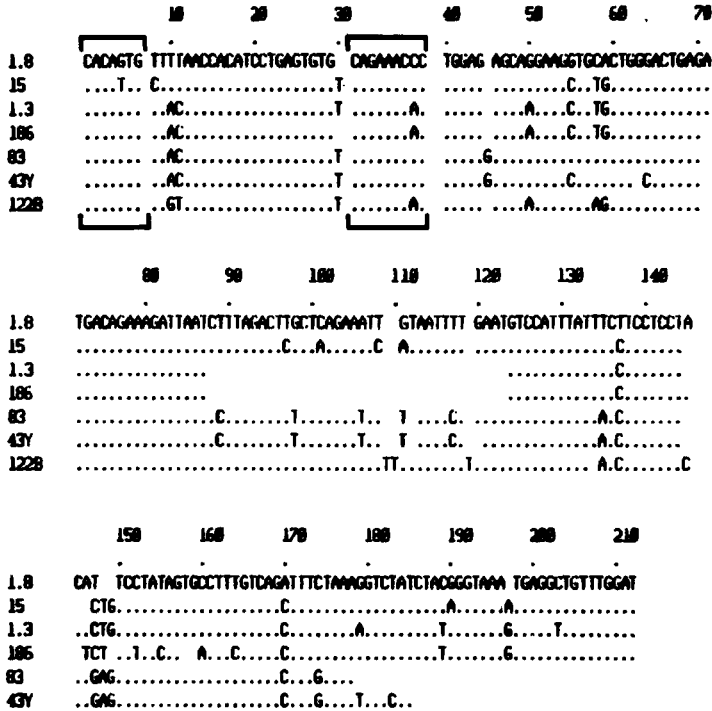 10 20 30 40 50 60 70
1.8 CACAGTG TTTTAACCACATCCTGAGTGTG CAGAAACCC TGGAG AGCAGGAAGGTGCACTGGGACTGAGA
15 ....T.. C....................T ......... ..... .........C..TG............
1.3 ....... ..AC.................T .......A. ..... ....A....C..TG............
186 ....... ..AC.................. .......A. ..... ....A....C..TG............
83 ....... ..AC.................T ......... ....G ..........................
43Y ....... ..AC.................T ......... ....G .........C........C.......
122B ....... ..GT.................T .......A. ..... ....A.......AG............
80 90 100 110 120 130 140
1.8 TGACAGAAAGATTAATCTTTAGACTTGCTCAGAAATT GTAATTTT GAATGTCCATTTATTTCTTCCTCCTA
15 .........................C...A......C A....... .................C........
1.3 ................ .............C........
186 ................ .............C........
83 .................C........T.......T.. T.....C. ...............A.C........
43Y .................C........T.......T.. T.....C. ...............A.C........
122B .....................................TT........T...............A.C.......C
150 160 170 180 190 200 210
1.8 CAT TCCTATAGTGCCTTTGTCAGATTTCTAAAGGTCTATCTACGGGTAAA TGAGGCTGTTTGGAT
15 CTG....................C...................A......A...............
1.3 ..CTG....................C........A.........T.......G.....T.........
186 TCT ..T..C.. A...C.....C..................T.......G...............
83 ..GAG....................C...G....
43Y ..GAG....................C...G....T...C..